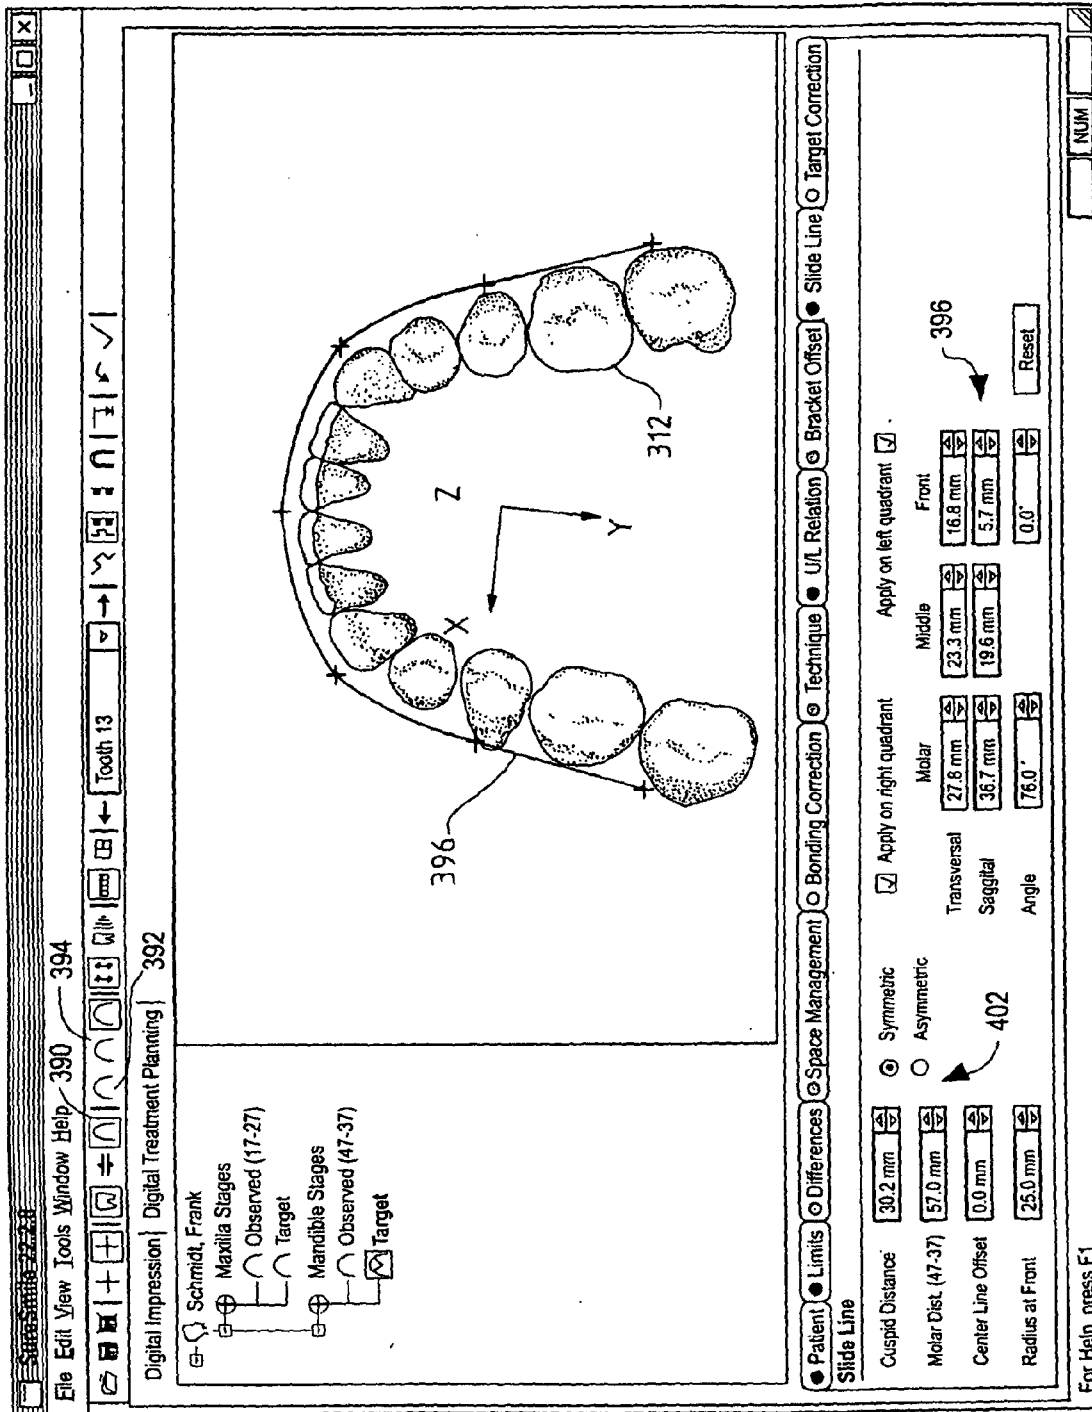 SureSmile 22.2.8
File Edit View Tools Window Help
390
394
Tooth 13
Digital Impression Digital Treatment Planning
392
Schmidt, Frank
Maxilla Stages
Observed (17-27)
Target
Mandible Stages
Observed (47-37)
Target
396
X
Y
Z
312
Patient Limits Differences Space Management Bonding Correction Technique U/L Relation Bracket Offset Slide Line Target Correction
Slide Line
Cuspid Distance 30.2 mm Symmetric Apply on right quadrant Apply on left quadrant
Molar Dist. (47-37) 57.0 mm Asymmetric Molar Middle Front
402
Transversal 27.8 mm 23.3 mm 16.8 mm
396
Center Line Offset 0.0 mm Saggital 36.7 mm 19.6 mm 5.7 mm
Radius at Front 25.0 mm Angle 76.0° 0.0° Reset
For Help, press F1
NUM